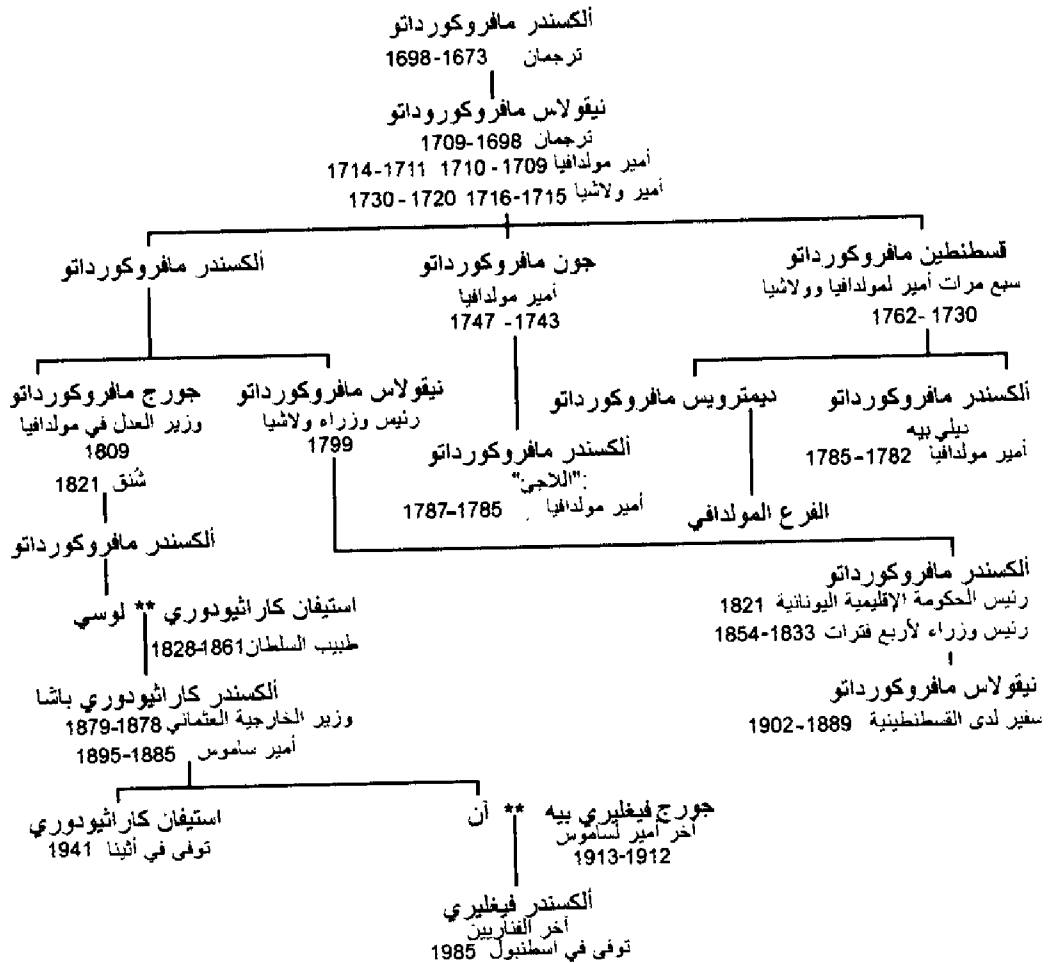 ألكسندر مافروكورداتو
ترجمان 1673-1698
نيقولاس مافروكوروداتو
ترجمان 1698-1709
أمير مولدافيا 1709-1710 1711-1714
أمير ولاشيا 1715-1716 1720-1730
قسطنطين مافروكورداتو
سبع مرات أمير لمولدافيا وولاشيا
1730-1762
جون مافروكورداتو
أمير مولدافيا
1743-1747
ألكسندر مافروكورداتو
ألكسندر مافروكورداتو
ديلي بيه
أمير مولدافيا 1782-1785
ديمترويس مافروكورداتو
الفرع المولدافي
ألكسندر مافروكورداتو
"اللاجئ":
أمير مولدافيا 1785-1787
نيقولاس مافروكورداتو
رئيس وزراء ولاشيا
1799
جورج مافروكورداتو
وزير العدل في مولدافيا
1809
شُنق 1821
ألكسندر مافروكورداتو
ألكسندر مافروكورداتو
رئيس الحكومة الإقليمية اليونانية 1821
رئيس وزراء لأربع فترات 1833-1854
نيقولاس مافروكورداتو
سفير لدى القسطنطينية 1889-1902
استيفان كاراثيودوري ** لوسي
طبيب السلطان 1828-1861
ألكسندر كاراثيودوري باشا
وزير الخارجية العثماني 1878-1879
أمير ساموس 1885-1895
جورج فيغليري بيه ** آن
آخر أمير لساموس
1912-1913
استيفان كاراثيودوري
توفى في أثينا 1941
ألكسندر فيغليري
آخر الفناريين
توفى في اسطنبول 1985